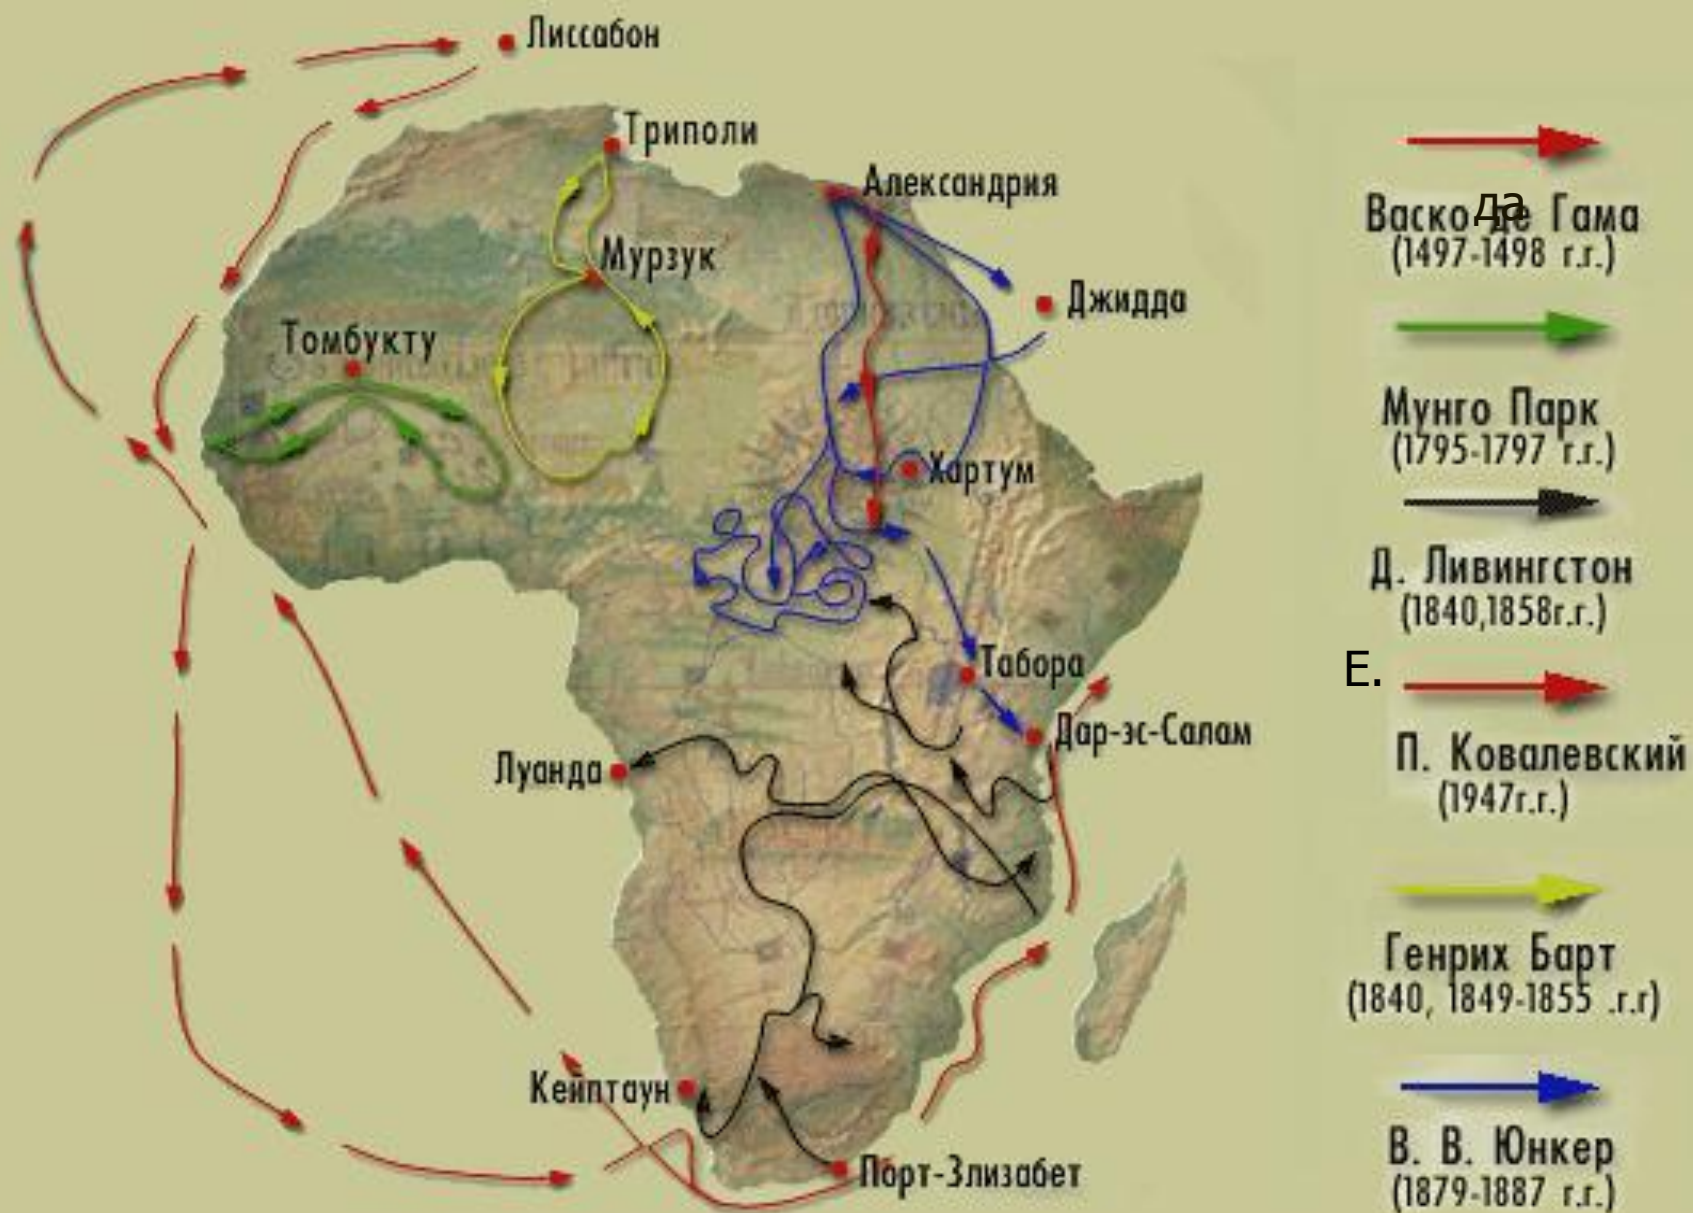 Лиссабон
Триполи
Александрия
Мурзук
Джидда
Томбукту
Хартум
Табора
Дар-эс-Салам
Луанда
Кейптаун
Порт-Элизабет
да
Васко де Гама
(1497-1498 г.г.)
Мунго Парк
(1795-1797 г.г.)
Д. Ливингстон
(1840,1858г.г.)
Е.
П. Ковалевский
(1947г.г.)
Генрих Барт
(1840, 1849-1855 .г.г)
В. В. Юнкер
(1879-1887 г.г.)